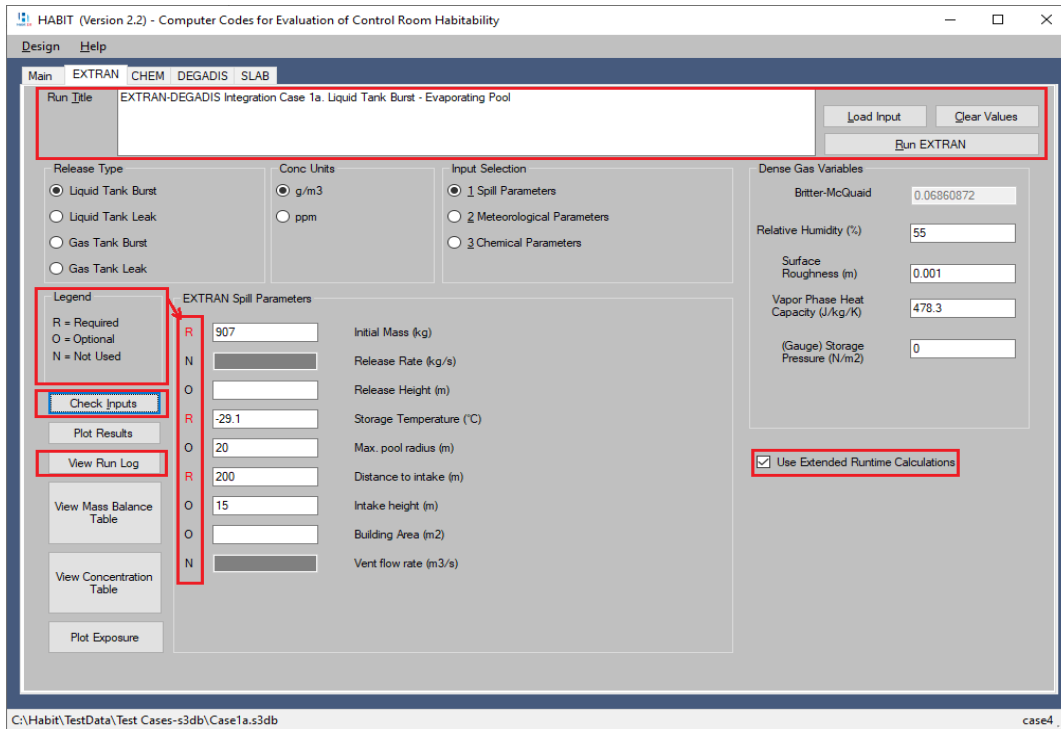 HABIT (Version 2.2) - Computer Codes for Evaluation of Control Room Habitability
Design Help
Main EXTRAN CHEM DEGADIS SLAB
Run Title
EXTRAN-DEGADIS Integration Case 1a. Liquid Tank Burst - Evaporating Pool
Load Input
Clear Values
Run EXTRAN
Release Type
Liquid Tank Burst
Liquid Tank Leak
Gas Tank Burst
Gas Tank Leak
Conc Units
g/m3
ppm
Input Selection
1 Spill Parameters
2 Meteorological Parameters
3 Chemical Parameters
Dense Gas Variables
Britter-McQuaid 0.06860872
Relative Humidity (%) 55
Surface
Roughness (m) 0.001
Vapor Phase Heat
Capacity (J/kg/K) 478.3
(Gauge) Storage
Pressure (N/m2) 0
Legend
R = Required
O = Optional
N = Not Used
Check Inputs
Plot Results
View Run Log
View Mass Balance
Table
View Concentration
Table
Plot Exposure
EXTRAN Spill Parameters
R 907 Initial Mass (kg)
N Release Rate (kg/s)
O Release Height (m)
R -29.1 Storage Temperature (°C)
O 20 Max. pool radius (m)
R 200 Distance to intake (m)
O 15 Intake height (m)
O Building Area (m2)
N Vent flow rate (m3/s)
Use Extended Runtime Calculations
C:\Habit\TestData\Test Cases-s3db\Case1a.s3db
case4